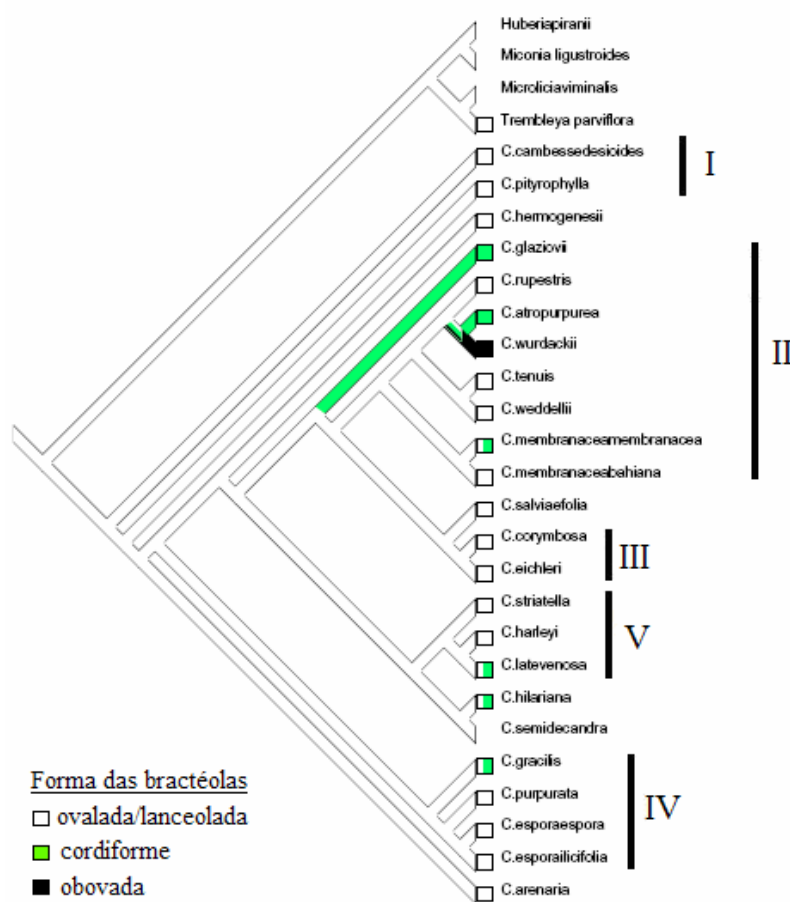 Huberiapiranii
Miconia ligustroides
Microliciaviminalis
Trembleya parviflora
C.cambessedesioides
I
C.pityrophylla
C.hermogenesii
C.glaziovii
C.rupestris
C.atropurpurea
C.wurdackii
II
C.tenuis
C.weddellii
C.membranaceamembranacea
C.membranaceabahiana
C.salviaefolia
C.corymbosa
III
C.eichleri
C.striatella
C.harleyi
V
C.latevenosa
C.hilariana
C.semidecandra
C.gracilis
C.purpurata
IV
C.esporaespora
C.esporailicifolia
C.arenaria
Forma das bractéolas
ovalada/lanceolada
cordiforme
obovada